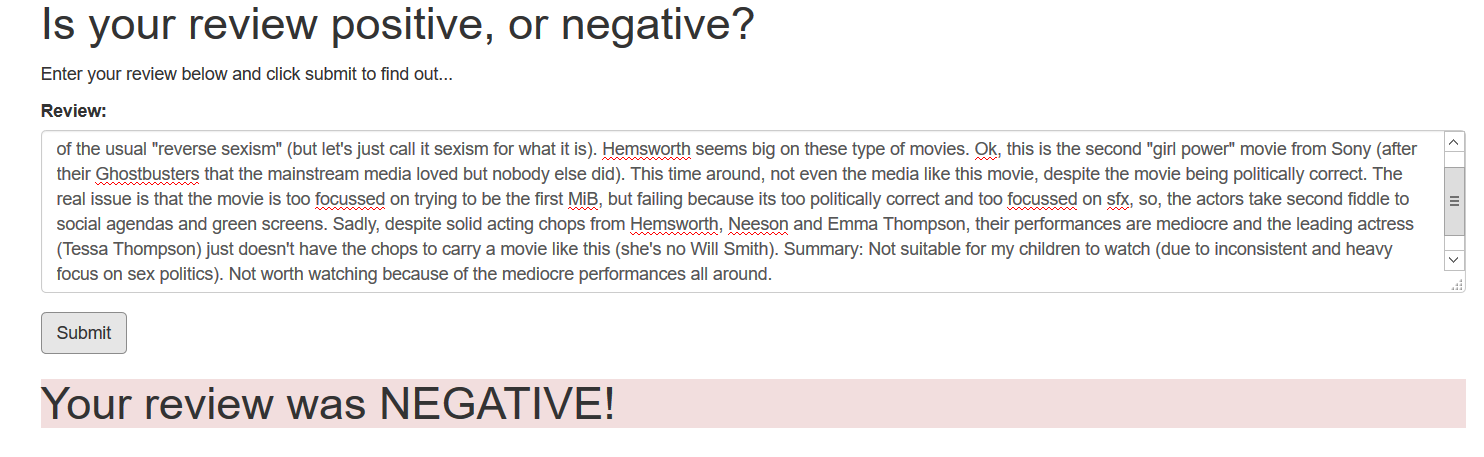 Is your review positive, or negative?
Enter your review below and click submit to find out...
Review:
of the usual "reverse sexism" (but let's just call it sexism for what it is). Hemsworth seems big on these type of movies. Ok, this is the second "girl power" movie from Sony (after
their Ghostbusters that the mainstream media loved but nobody else did). This time around, not even the media like this movie, despite the movie being politically correct. The
real issue is that the movie is too focussed on trying to be the first MiB, but failing because its too politically correct and too focussed on sfx, so, the actors take second fiddle to
social agendas and green screens. Sadly, despite solid acting chops from Hemsworth, Neeson and Emma Thompson, their performances are mediocre and the leading actress
(Tessa Thompson) just doesn't have the chops to carry a movie like this (she's no Will Smith). Summary: Not suitable for my children to watch (due to inconsistent and heavy
focus on sex politics). Not worth watching because of the mediocre performances all around.
Submit
Your review was NEGATIVE!